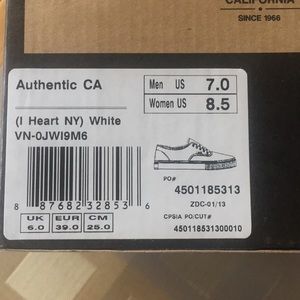 CALIFORNIA
SINCE 1966
Authentic CA
Men US 7.0
Women US 8.5
(I Heart NY) White
VN-0JWI9M6
PO#
4501185313
ZDC-01/13
CPSIA PO/CUT#
450118531300010
8 87682 32853 6
UK EUR CM
6.0 39.0 25.0